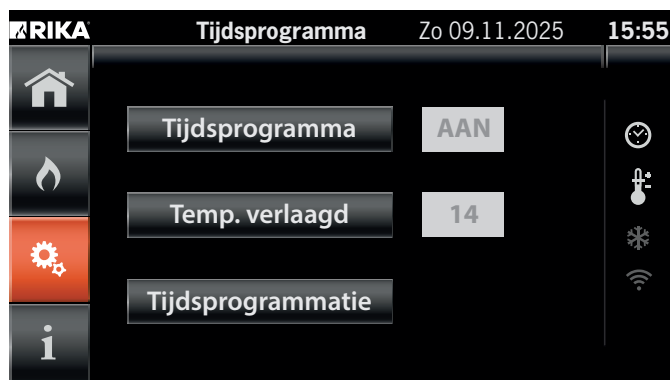 RIKA Tijdsprogramma Zo 09.11.2025 15:55
Tijdsprogramma AAN
Temp. verlaagd 14
Tijdsprogrammatie
i